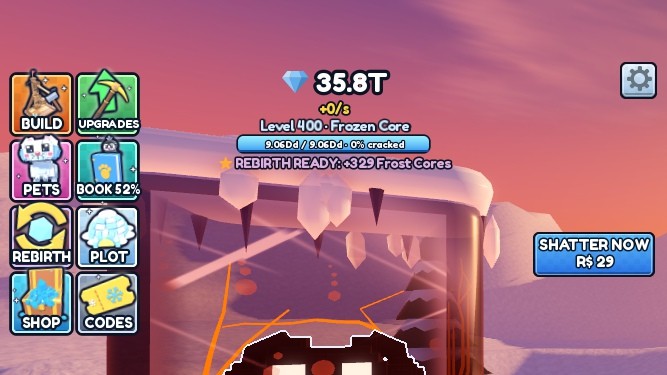 35.8T
+0/s
Level 400 · Frozen Core
9.06Dd / 9.06Dd · 0% cracked
REBIRTH READY: +329 Frost Cores
BUILD
UPGRADES
PETS
BOOK 52%
REBIRTH
PLOT
SHOP
CODES
SHATTER NOW
R$ 29